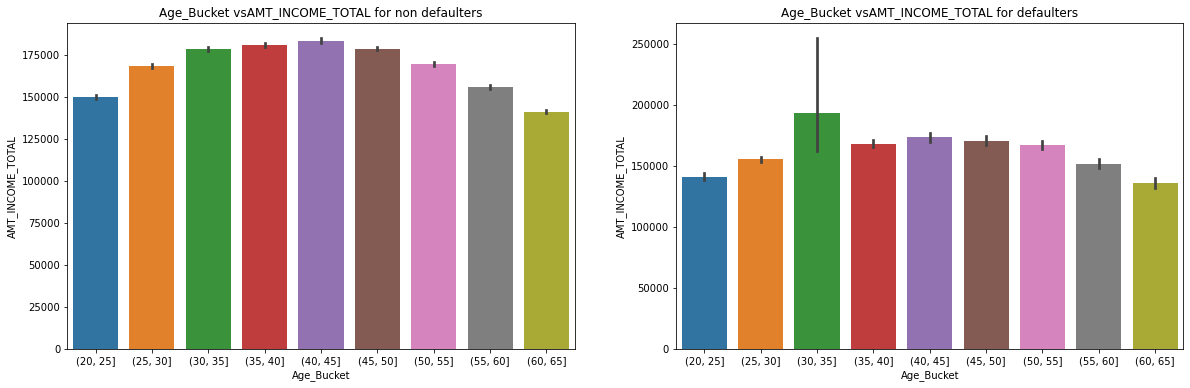 Age_Bucket vsAMT_INCOME_TOTAL for non defaulters
AMT_INCOME_TOTAL
175000
150000
125000
100000
75000
50000
25000
0
(20, 25] (25, 30] (30, 35] (35, 40] (40, 45] (45, 50] (50, 55] (55, 60] (60, 65]
Age_Bucket
Age_Bucket vsAMT_INCOME_TOTAL for defaulters
AMT_INCOME_TOTAL
250000
200000
150000
100000
50000
0
(20, 25] (25, 30] (30, 35] (35, 40] (40, 45] (45, 50] (50, 55] (55, 60] (60, 65]
Age_Bucket